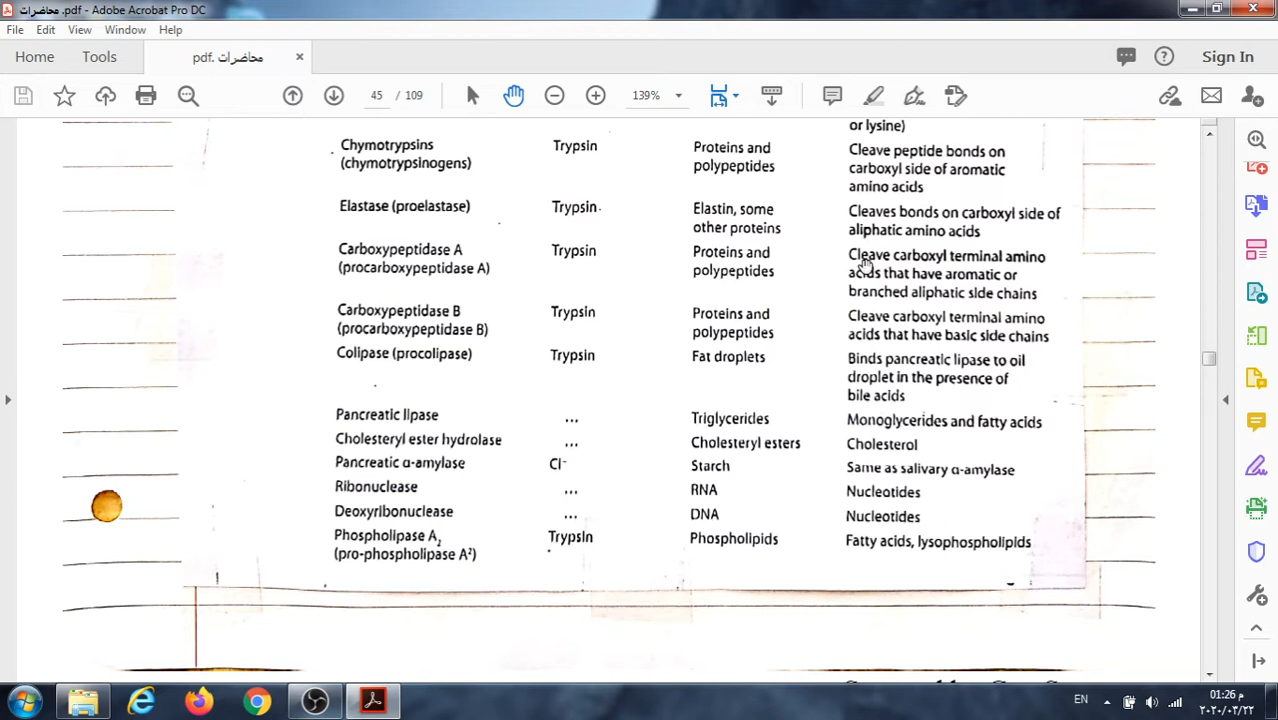 محاضرات .pdf - Adobe Acrobat Pro DC
File Edit View Window Help
Home Tools محاضرات .pdf × Sign In
45 / 109 139%
or lysine)
Chymotrypsins Trypsin Proteins and Cleave peptide bonds on
(chymotrypsinogens) polypeptides carboxyl side of aromatic
amino acids
Elastase (proelastase) Trypsin Elastin, some Cleaves bonds on carboxyl side of
other proteins aliphatic amino acids
Carboxypeptidase A Trypsin Proteins and Cleave carboxyl terminal amino
(procarboxypeptidase A) polypeptides acids that have aromatic or
branched aliphatic side chains
Carboxypeptidase B Trypsin Proteins and Cleave carboxyl terminal amino
(procarboxypeptidase B) polypeptides acids that have basic side chains
Colipase (procolipase) Trypsin Fat droplets Binds pancreatic lipase to oil
droplet in the presence of
bile acids
Pancreatic lipase ... Triglycerides Monoglycerides and fatty acids
Cholesteryl ester hydrolase ... Cholesteryl esters Cholesterol
Pancreatic α-amylase Cl⁻ Starch Same as salivary α-amylase
Ribonuclease ... RNA Nucleotides
Deoxyribonuclease ... DNA Nucleotides
Phospholipase A₂ Trypsin Phospholipids Fatty acids, lysophospholipids
(pro-phospholipase A²)
EN 01:26 م
٢٠٢٠/٠٣/٢٢